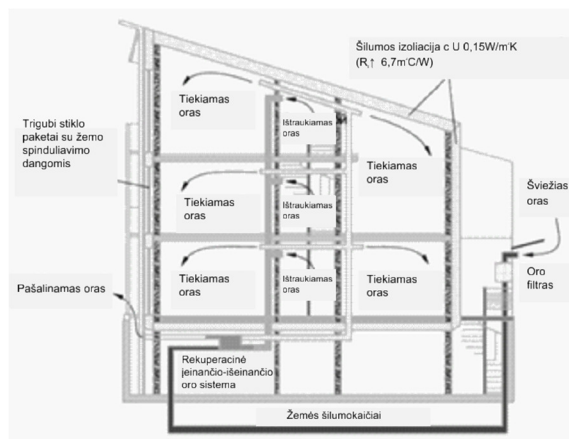 Šilumos izoliacija c U 0,15W/m·K
(R,↑ 6,7m·C/W)
Tiekiamas
oras
Ištraukiamas
oras
Trigubi stiklo
paketai su žemo
spinduliavimo
dangomis
Tiekiamas
oras
Tiekiamas
oras
Ištraukiamas
oras
Šviežias
oras
Tiekiamas
oras
Ištraukiamas
oras
Tiekiamas
oras
Oro
filtras
Pašalinamas oras
Rekuperacinė
įeinančio-išeinančio
oro sistema
Žemės šilumokaičiai